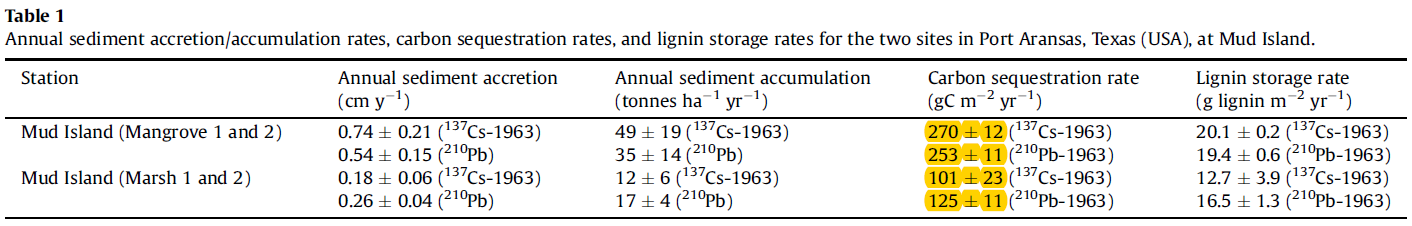 Table 1
Annual sediment accretion/accumulation rates, carbon sequestration rates, and lignin storage rates for the two sites in Port Aransas, Texas (USA), at Mud Island.
Station Annual sediment accretion Annual sediment accumulation Carbon sequestration rate Lignin storage rate
(cm y⁻¹) (tonnes ha⁻¹ yr⁻¹) (gC m⁻² yr⁻¹) (g lignin m⁻² yr⁻¹)
Mud Island (Mangrove 1 and 2) 0.74 ± 0.21 (¹³⁷Cs-1963) 49 ± 19 (¹³⁷Cs-1963) 270 ± 12 (¹³⁷Cs-1963) 20.1 ± 0.2 (¹³⁷Cs-1963)
0.54 ± 0.15 (²¹⁰Pb) 35 ± 14 (²¹⁰Pb) 253 ± 11 (²¹⁰Pb-1963) 19.4 ± 0.6 (²¹⁰Pb-1963)
Mud Island (Marsh 1 and 2) 0.18 ± 0.06 (¹³⁷Cs-1963) 12 ± 6 (¹³⁷Cs-1963) 101 ± 23 (¹³⁷Cs-1963) 12.7 ± 3.9 (¹³⁷Cs-1963)
0.26 ± 0.04 (²¹⁰Pb) 17 ± 4 (²¹⁰Pb) 125 ± 11 (²¹⁰Pb-1963) 16.5 ± 1.3 (²¹⁰Pb-1963)